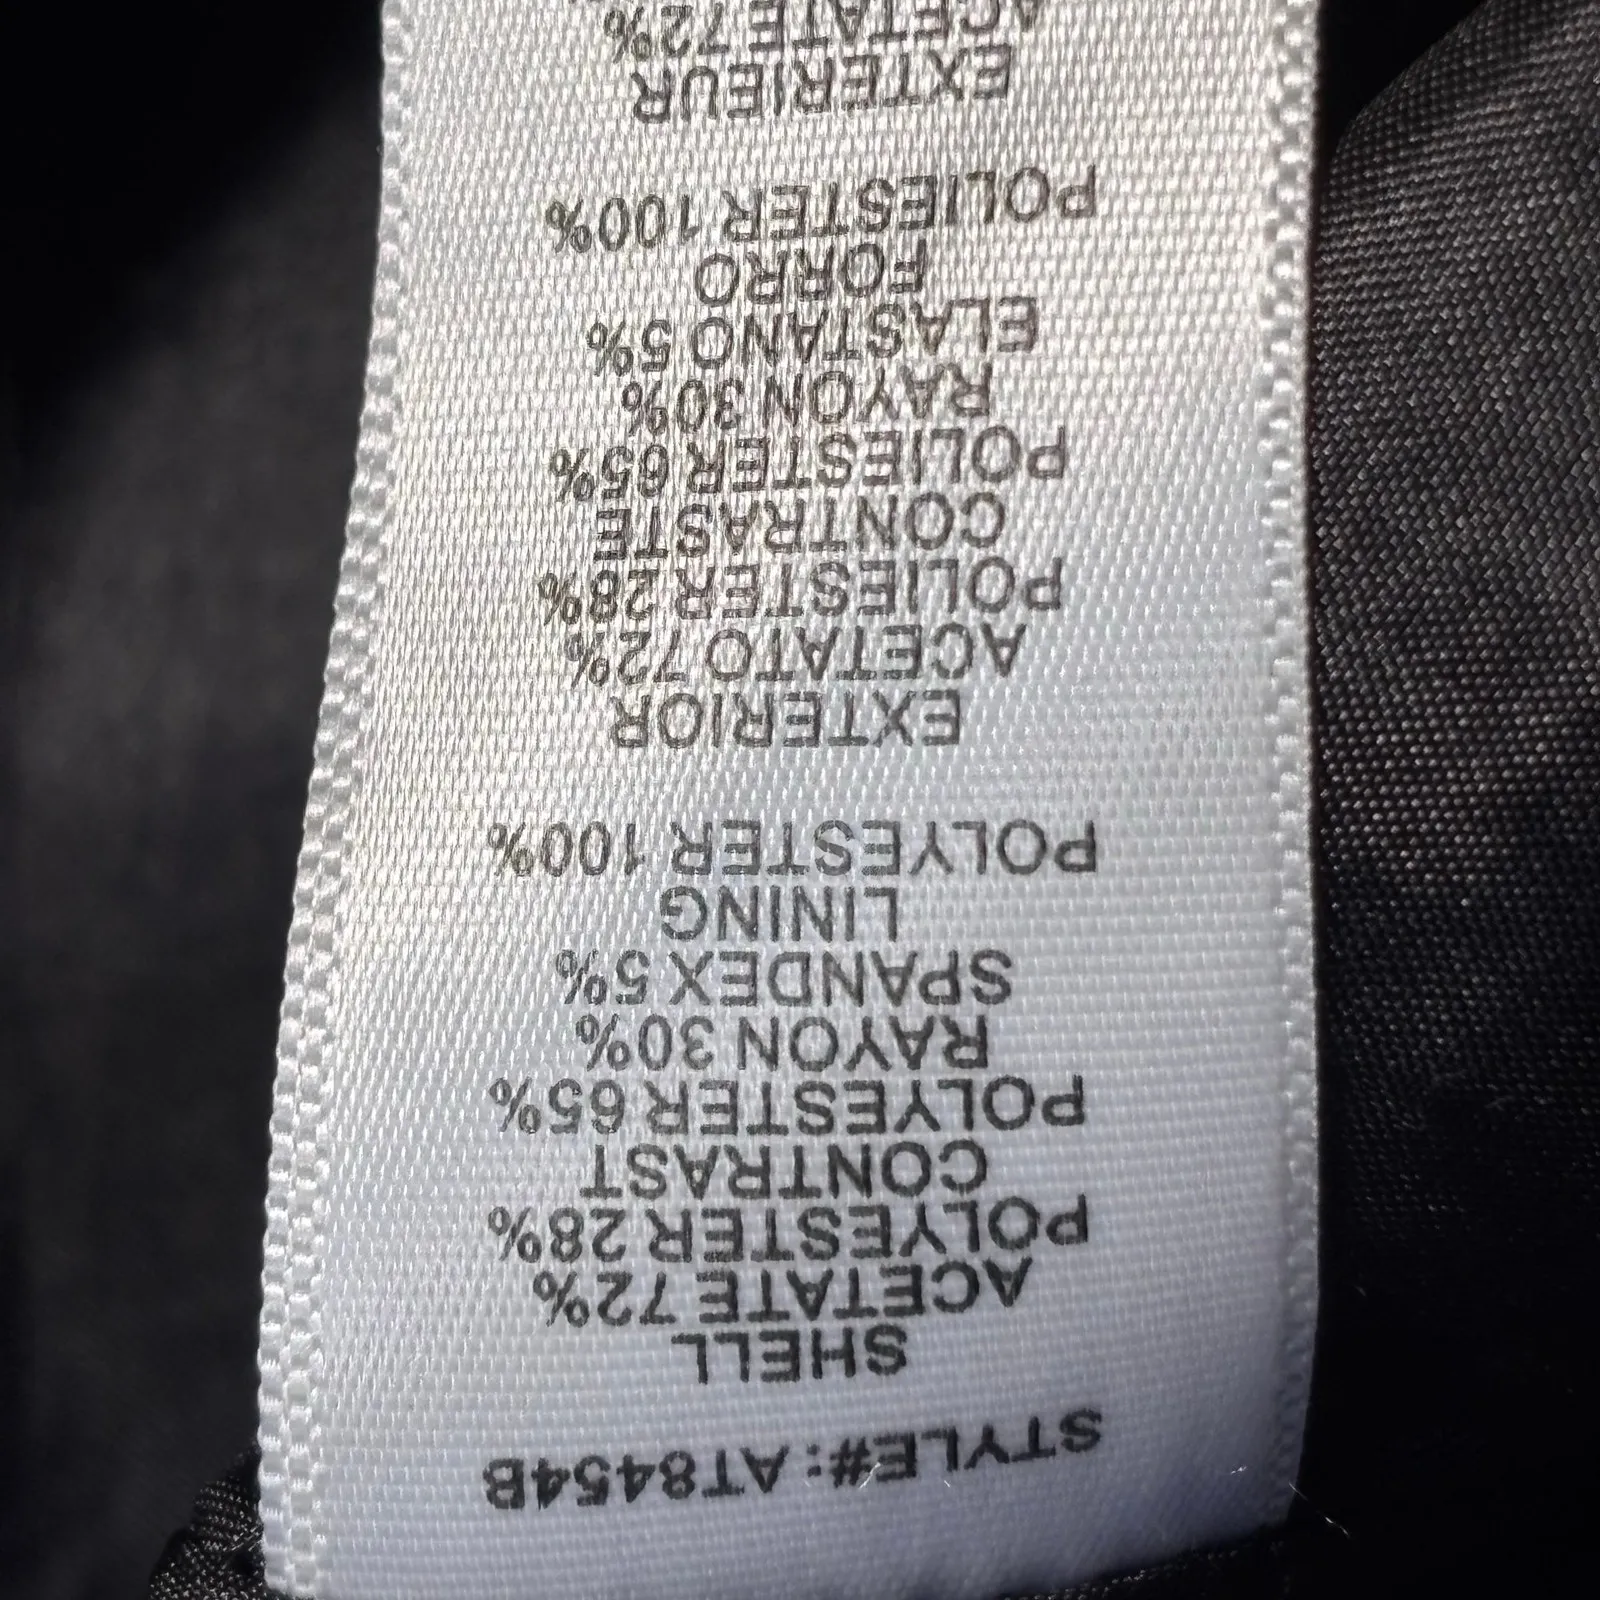 STYLE#: AT8454B
SHELL
ACETATE 72%
POLYESTER 28%
CONTRAST
POLYESTER 65%
RAYON 30%
SPANDEX 5%
LINING
POLYESTER 100%
EXTERIOR
ACETATO 72%
POLIESTER 28%
CONTRASTE
POLIESTER 65%
RAYON 30%
ELASTANO 5%
FORRO
POLIESTER 100%
EXTERIEUR
ACETATE 72%